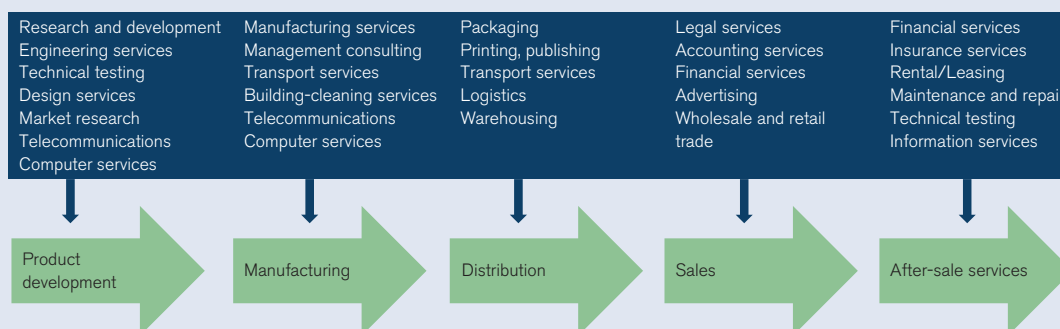 Research and development
Engineering services
Technical testing
Design services
Market research
Telecommunications
Computer services
Manufacturing services
Management consulting
Transport services
Building-cleaning services
Telecommunications
Computer services
Packaging
Printing, publishing
Transport services
Logistics
Warehousing
Legal services
Accounting services
Financial services
Advertising
Wholesale and retail
trade
Financial services
Insurance services
Rental/Leasing
Maintenance and repair
Technical testing
Information services
Product
development
Manufacturing
Distribution
Sales
After-sale services